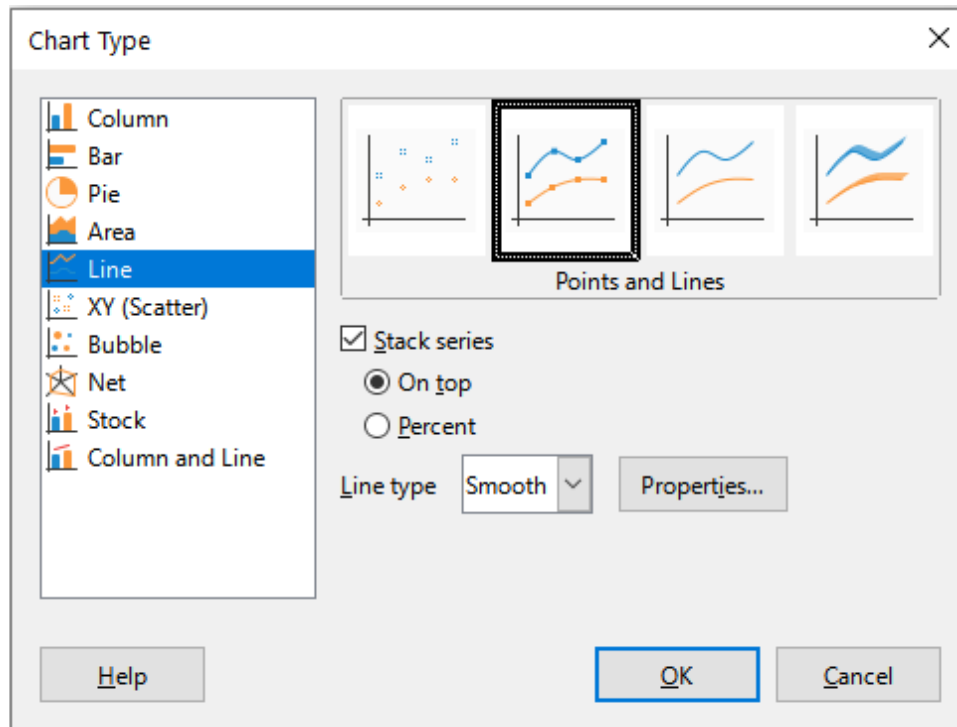 Chart Type
Column
Bar
Pie
Area
Line
XY (Scatter)
Bubble
Net
Stock
Column and Line
Points and Lines
Stack series
On top
Percent
Line type Smooth Properties...
Help OK Cancel